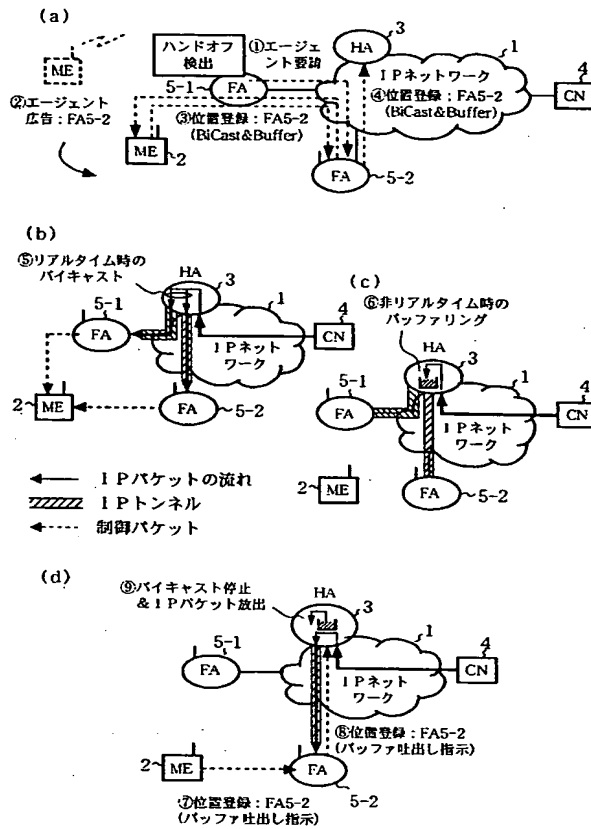 (a)
ME
ハンドオフ
検出
①エージェ
ント要請
3
HA
1
4
CN
IPネットワーク
5-1
FA
②エージェント
広告:FA5-2
③位置登録:FA5-2
(BiCast&Buffer)
④位置登録:FA5-2
(BiCast&Buffer)
ME
2
FA
5-2
(b)
⑤リアルタイム時の
バイキャスト
HA
3
1
4
CN
5-1
FA
IPネット
ワーク
2
ME
FA
5-2
(c)
⑥非リアルタイム時の
バッファリング
HA
3
1
4
CN
5-1
FA
IPネット
ワーク
2
ME
FA
5-2
IPパケットの流れ
IPトンネル
制御パケット
(d)
⑨バイキャスト停止
&IPパケット放出
HA
3
1
4
CN
5-1
FA
IPネット
ワーク
⑧位置登録:FA5-2
(バッファ吐出し指示)
2
ME
FA
5-2
⑦位置登録:FA5-2
(バッファ吐出し指示)